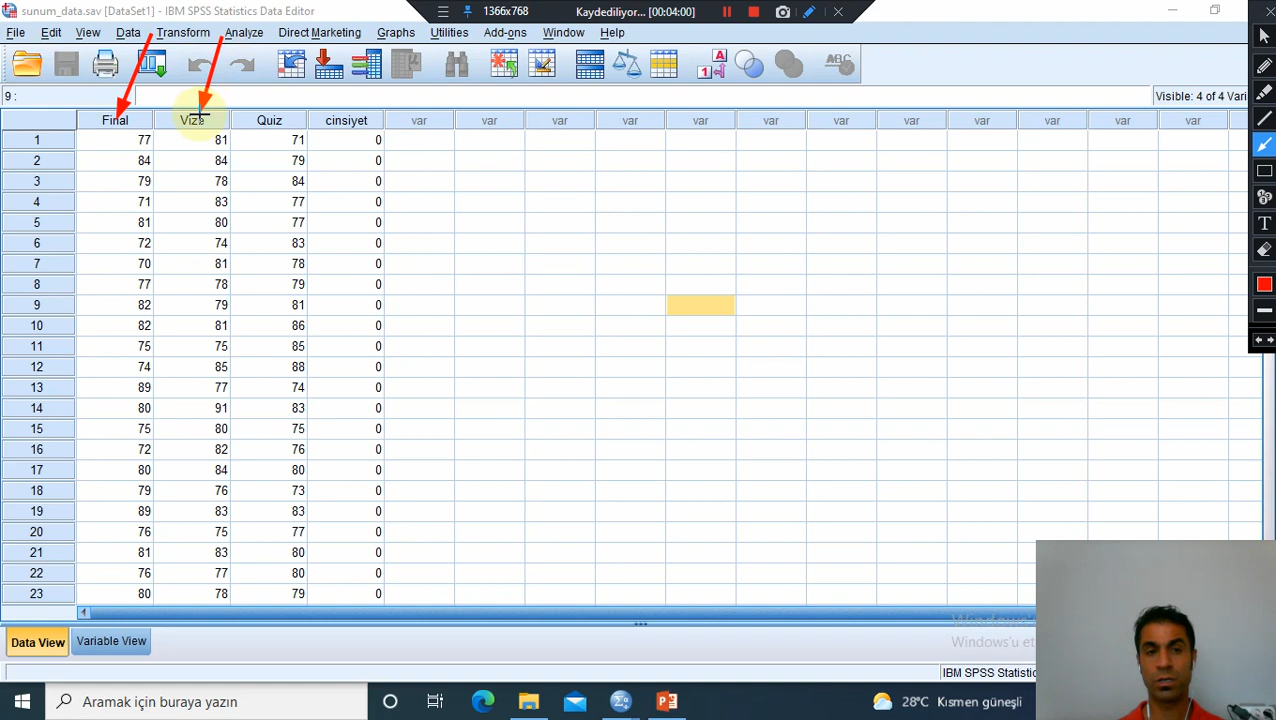 sunum_data.sav [DataSet1] - IBM SPSS Statistics Data Editor
1366x768 Kaydediliyor... [00:04:00]
File Edit View Data Transform Analyze Direct Marketing Graphs Utilities Add-ons Window Help
9 :
Visible: 4 of 4 Vari
Final Vize Quiz cinsiyet var var var var var var var var var var var var
1 77 81 71 0
2 84 84 79 0
3 79 78 84 0
4 71 83 77 0
5 81 80 77 0
6 72 74 83 0
7 70 81 78 0
8 77 78 79 0
9 82 79 81 0
10 82 81 86 0
11 75 75 85 0
12 74 85 88 0
13 89 77 74 0
14 80 91 83 0
15 75 80 75 0
16 72 82 76 0
17 80 84 80 0
18 79 76 73 0
19 89 83 83 0
20 76 75 77 0
21 81 83 80 0
22 76 77 80 0
23 80 78 79 0
Data View Variable View
Windows'u et
IBM SPSS Statistic
Aramak için buraya yazın
28°C Kısmen güneşli